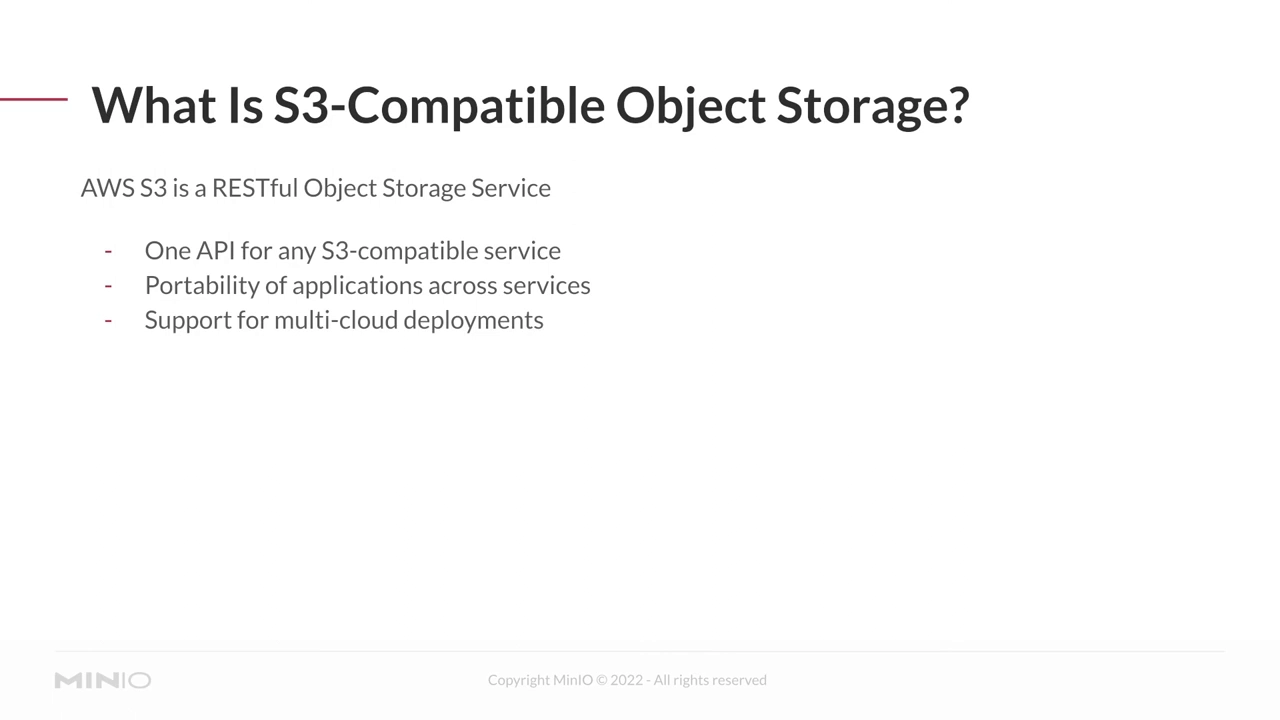 What Is S3-Compatible Object Storage?
AWS S3 is a RESTful Object Storage Service
- One API for any S3-compatible service
- Portability of applications across services
- Support for multi-cloud deployments
MINIO
Copyright MinIO © 2022 - All rights reserved